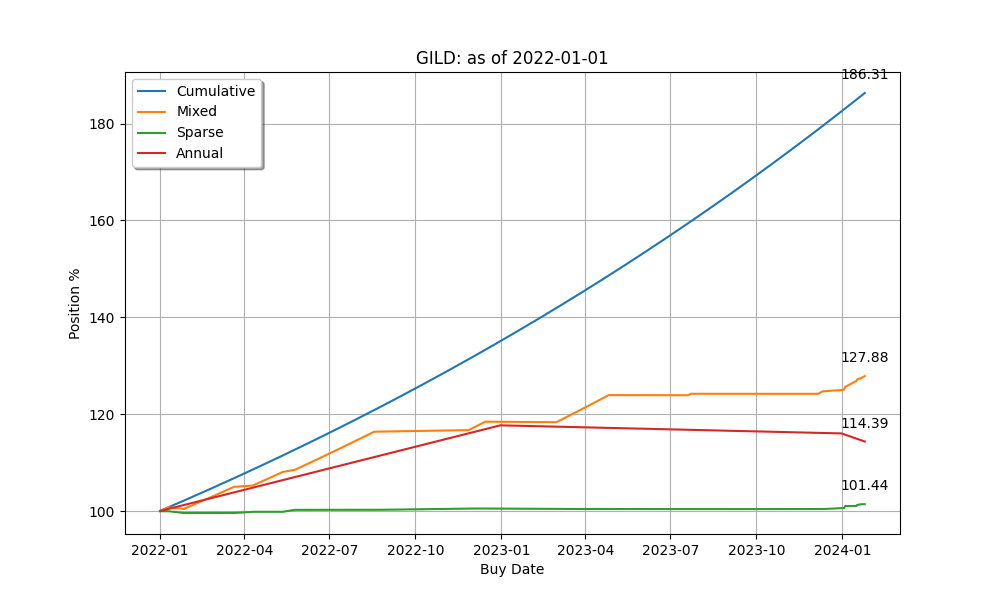 GILD: as of 2022-01-01
186.31
Cumulative
Mixed
Sparse
Annual
180
160
140
120
100
Position %
127.88
114.39
101.44
2022-01 2022-04 2022-07 2022-10 2023-01 2023-04 2023-07 2023-10 2024-01
Buy Date